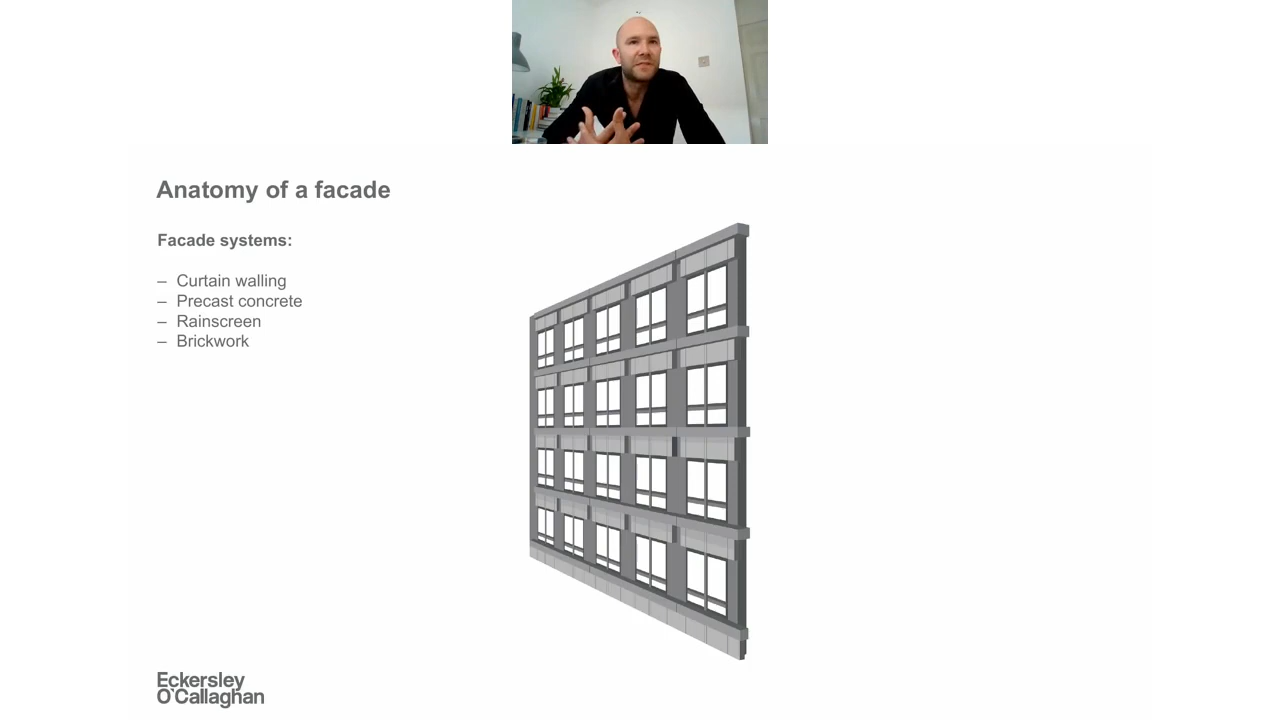 Anatomy of a facade
Facade systems:
– Curtain walling
– Precast concrete
– Rainscreen
– Brickwork
Eckersley
O'Callaghan